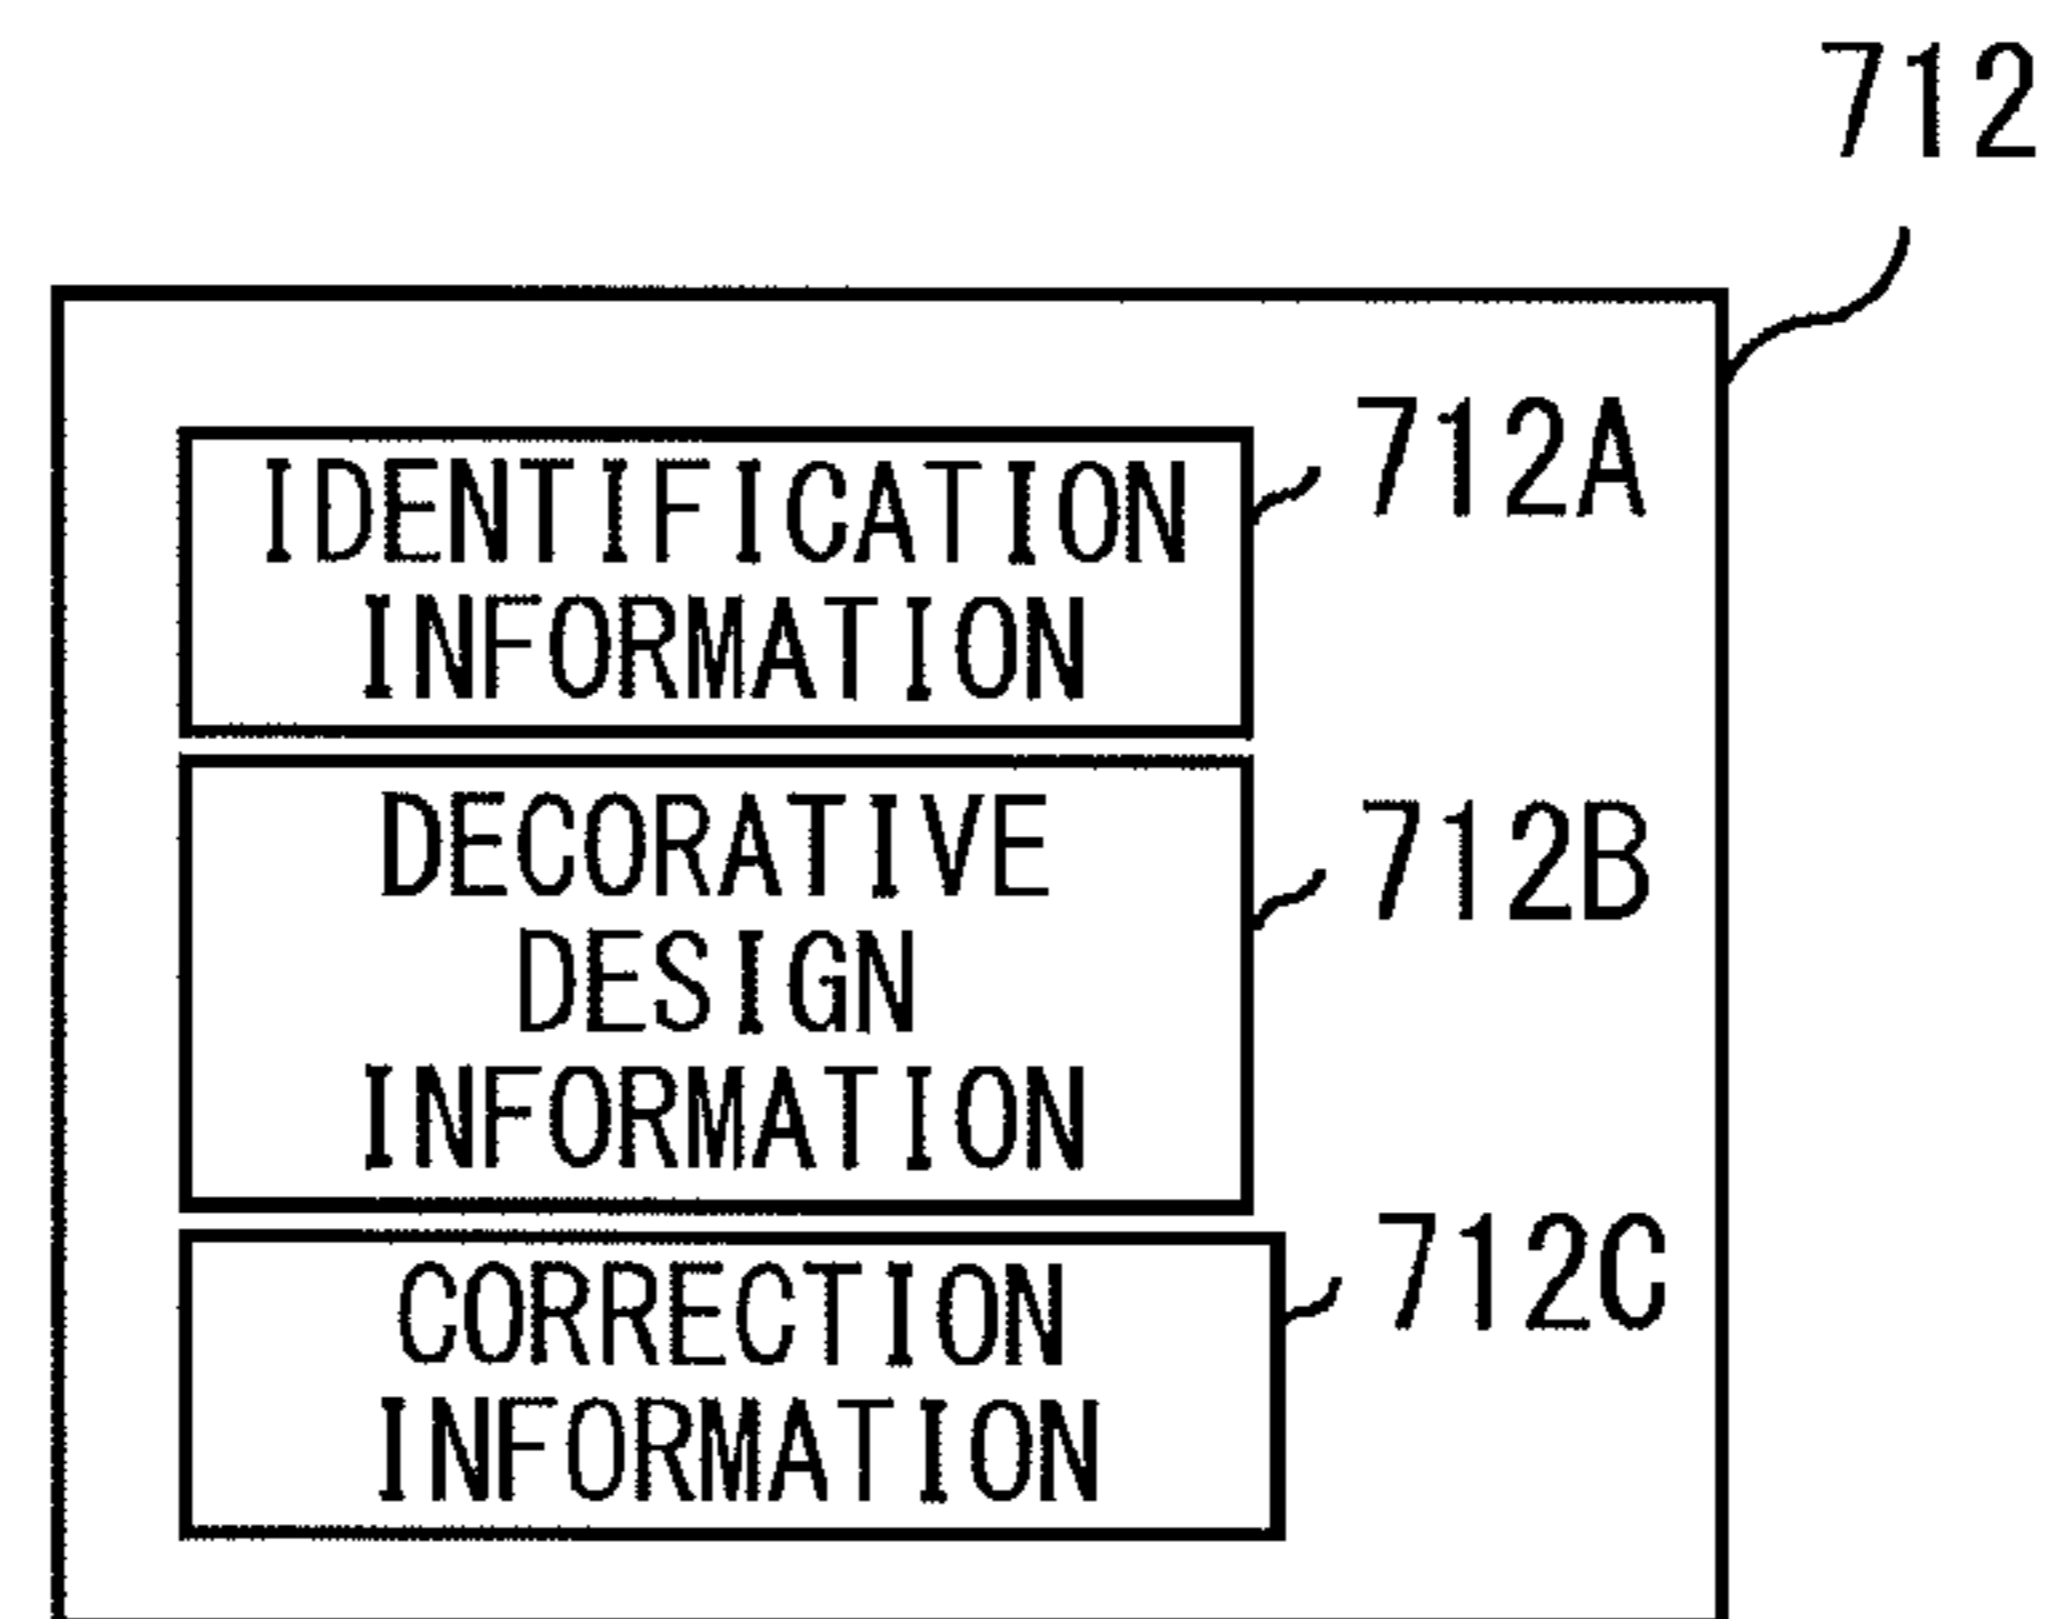 712
IDENTIFICATION
INFORMATION
712A
DECORATIVE
DESIGN
INFORMATION
712B
CORRECTION
INFORMATION
712C